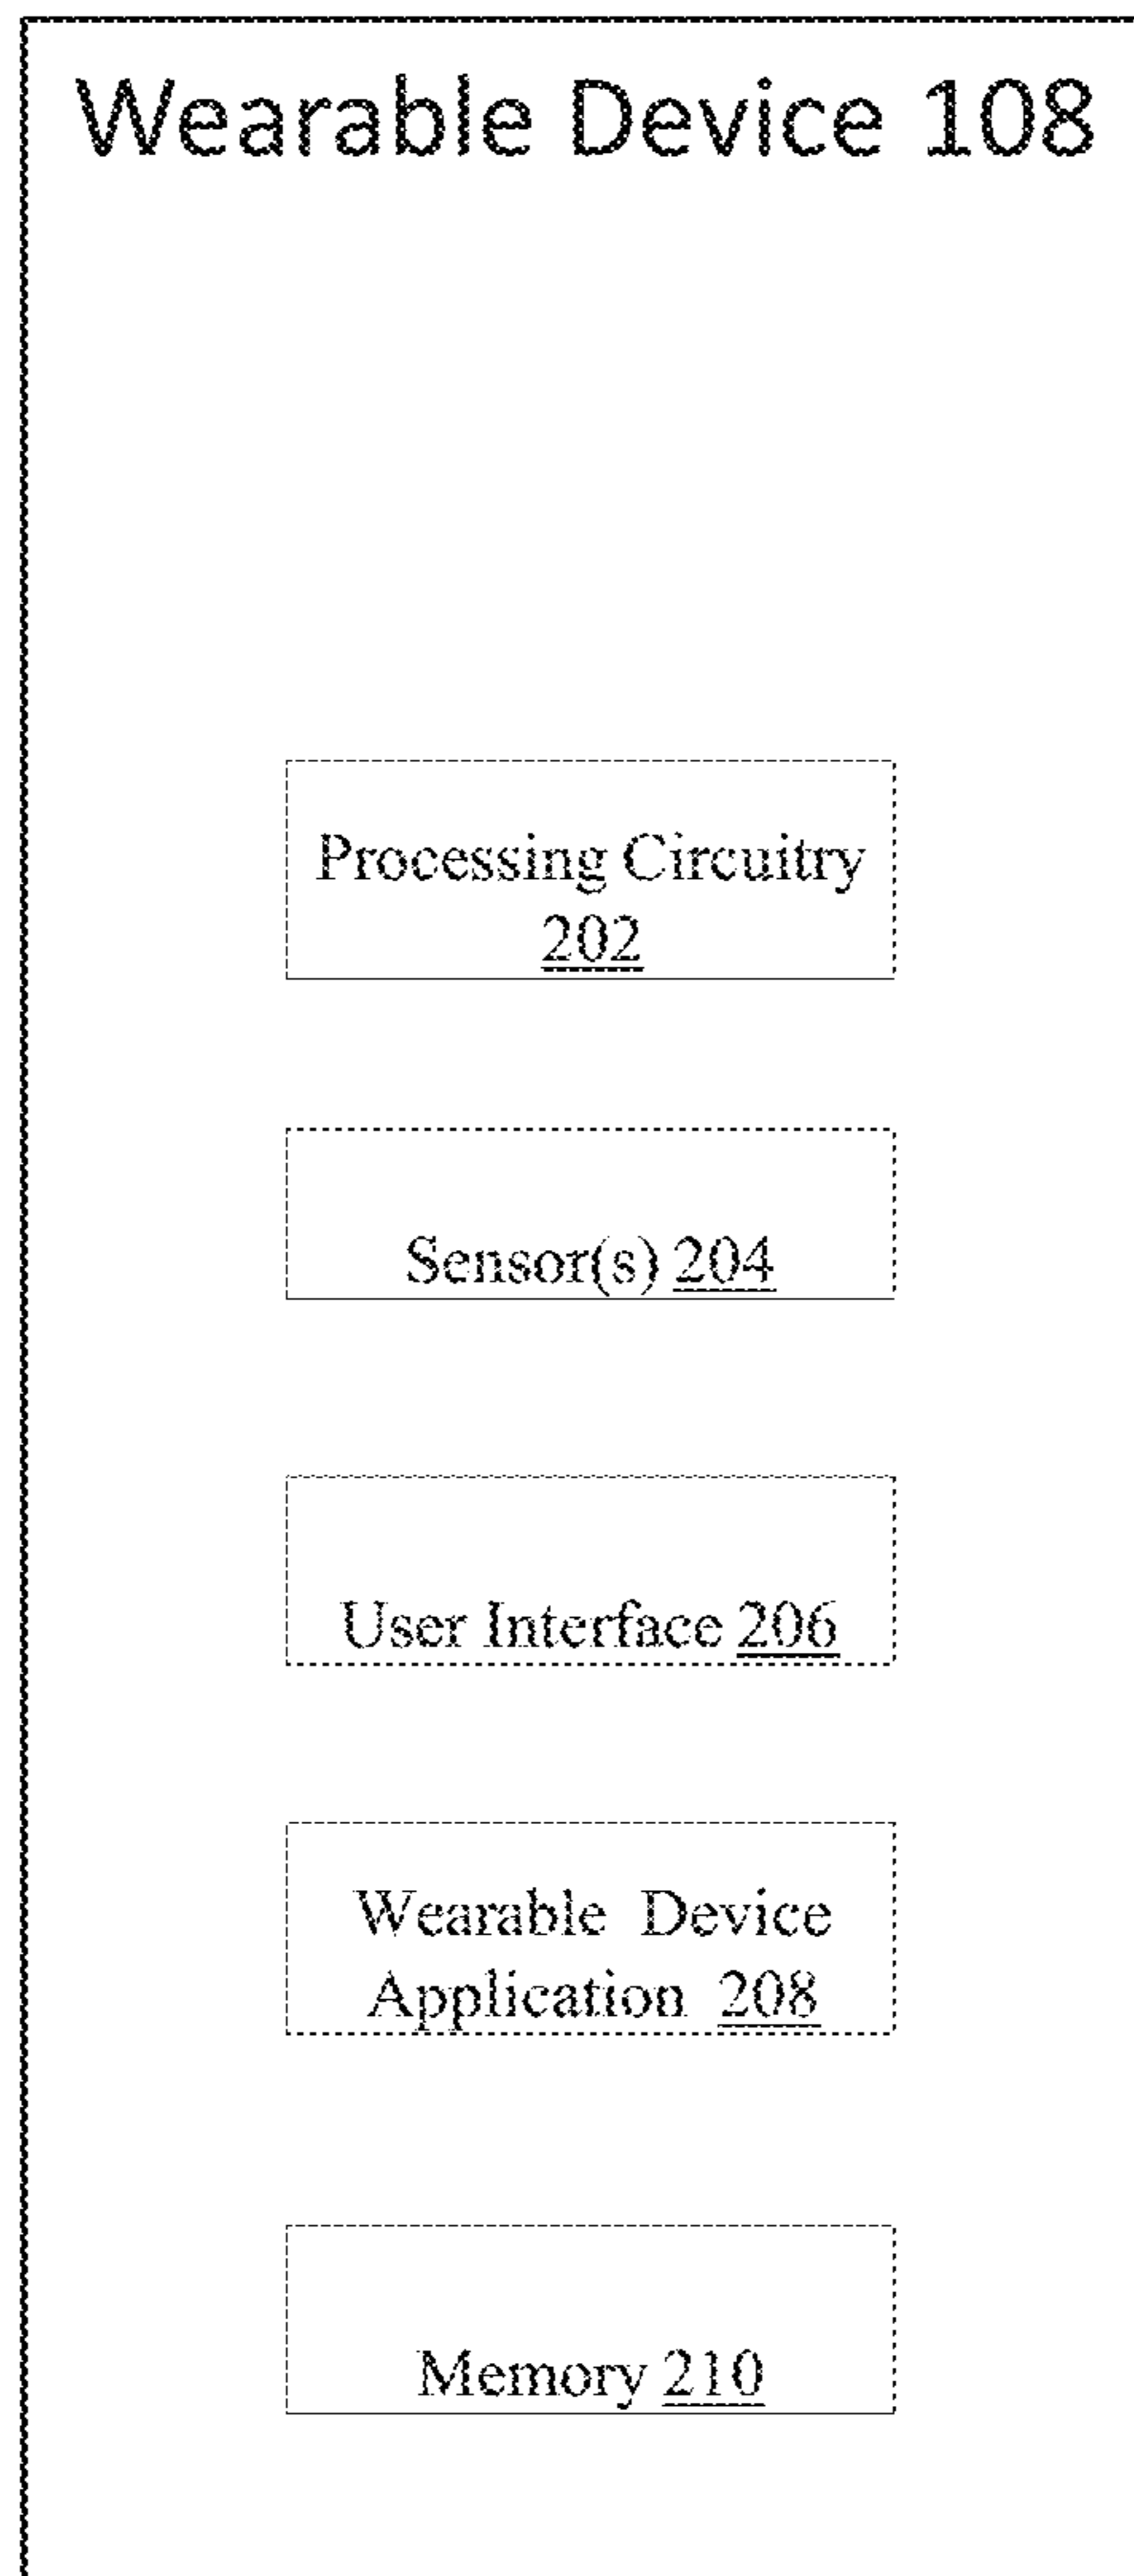 Wearable Device 108
Processing Circuitry
202
Sensor(s) 204
User Interface 206
Wearable Device
Application 208
Memory 210